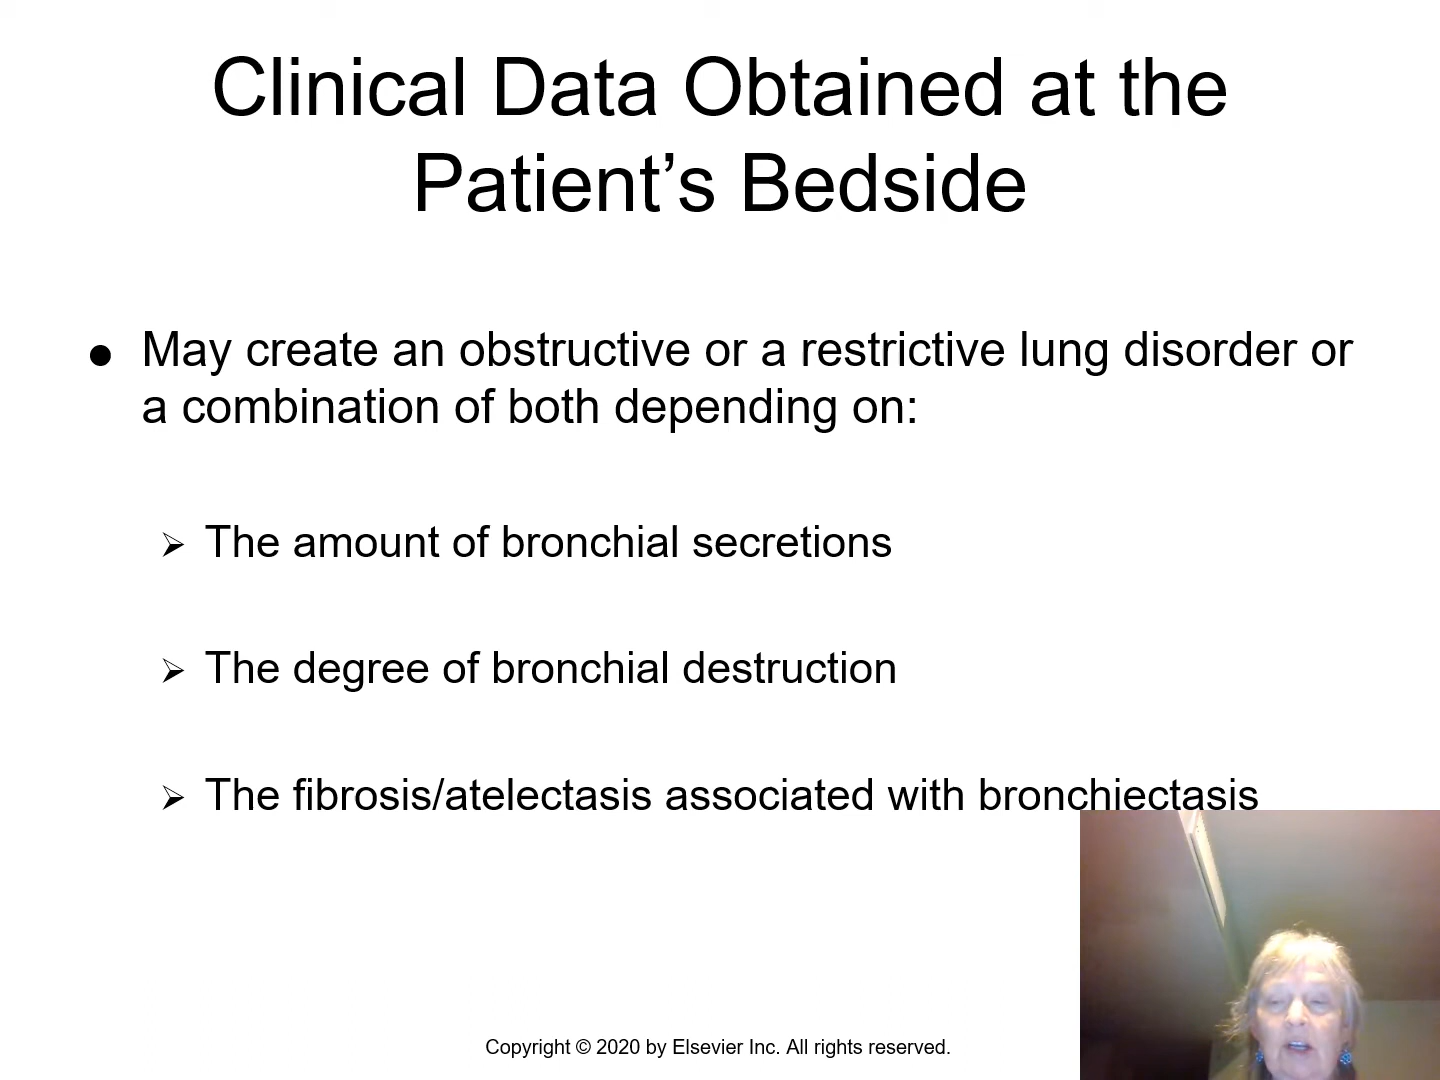 Clinical Data Obtained at the
Patient’s Bedside
● May create an obstructive or a restrictive lung disorder or
a combination of both depending on:
➢ The amount of bronchial secretions
➢ The degree of bronchial destruction
➢ The fibrosis/atelectasis associated with bronchiectasis
Copyright © 2020 by Elsevier Inc. All rights reserved.